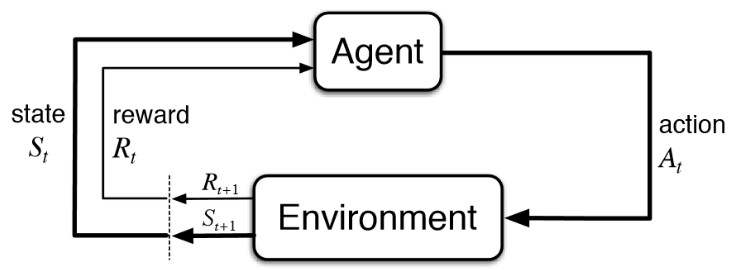 Agent
state
S_t
reward
R_t
action
A_t
R_{t+1}
S_{t+1}
Environment